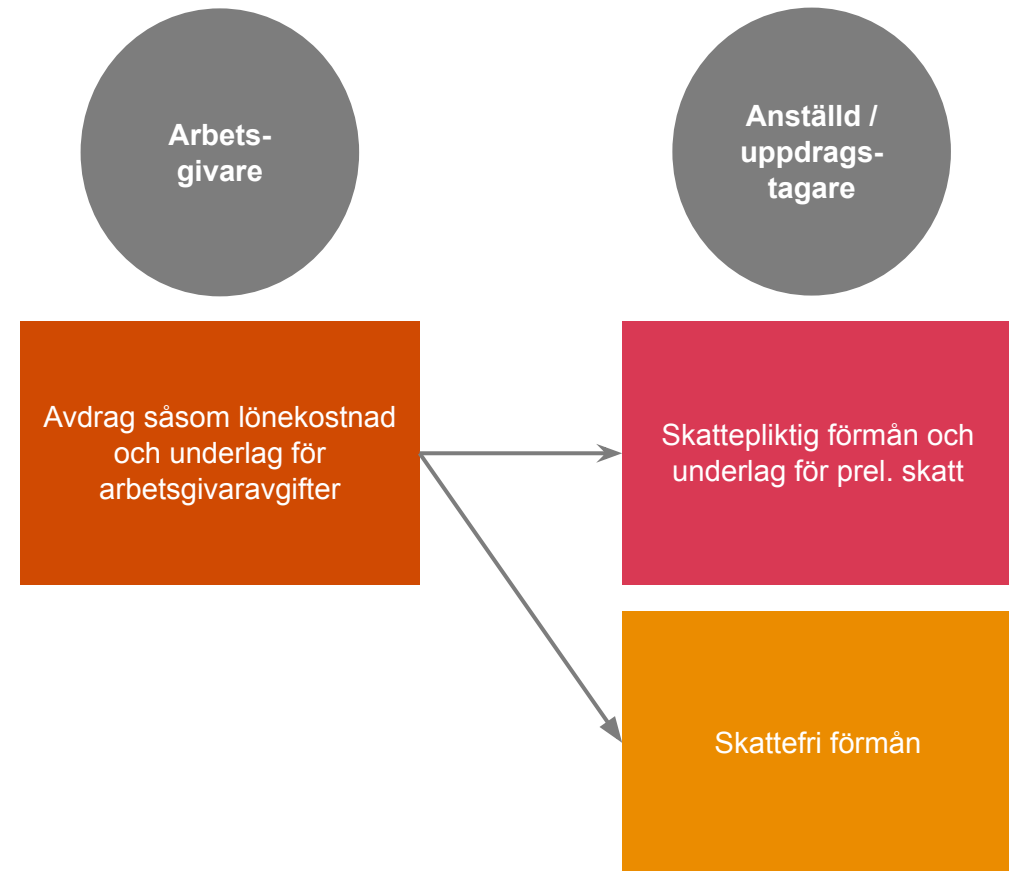 Arbets-
givare
Anställd /
uppdrags-
tagare
Avdrag såsom lönekostnad
och underlag för
arbetsgivaravgifter
Skattepliktig förmån och
underlag för prel. skatt
Skattefri förmån